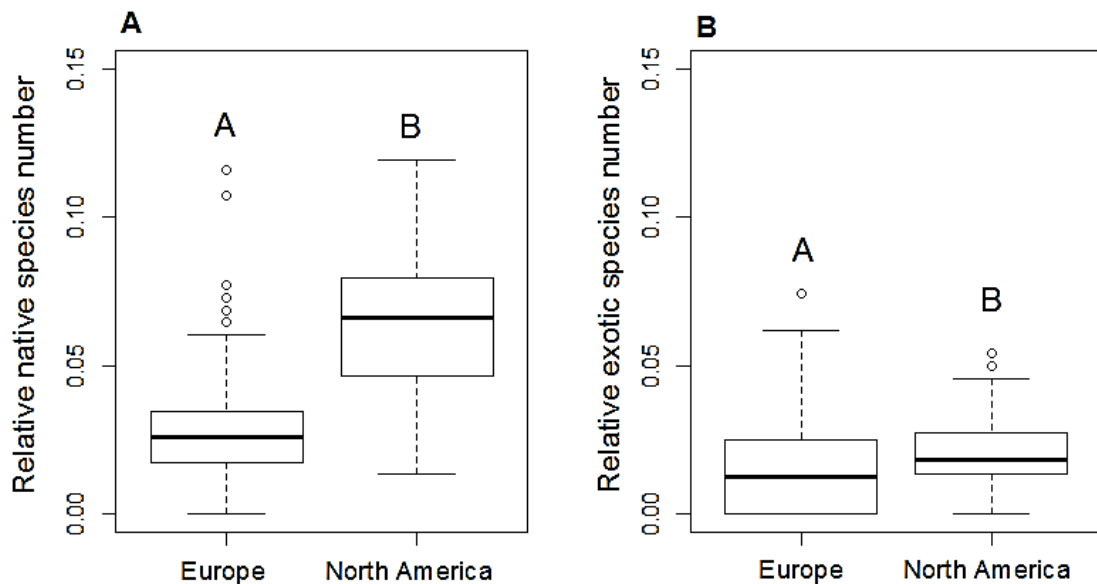 A
Relative native species number
0.15
0.10
0.05
0.00
A
B
Europe
North America
B
Relative exotic species number
0.15
0.10
0.05
0.00
A
B
Europe
North America